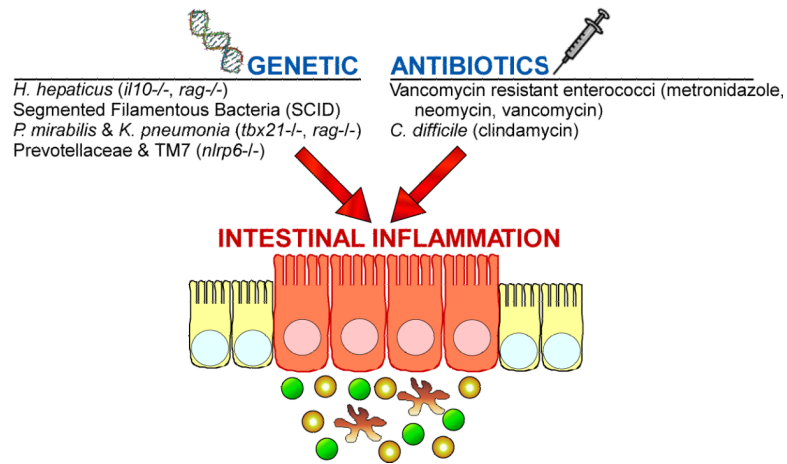 GENETIC
H. hepaticus (il10-/-, rag-/-)
Segmented Filamentous Bacteria (SCID)
P. mirabilis & K. pneumonia (tbx21-/-, rag-/-)
Prevotellaceae & TM7 (nlrp6-/-)
ANTIBIOTICS
Vancomycin resistant enterococci (metronidazole,
neomycin, vancomycin)
C. difficile (clindamycin)
INTESTINAL INFLAMMATION